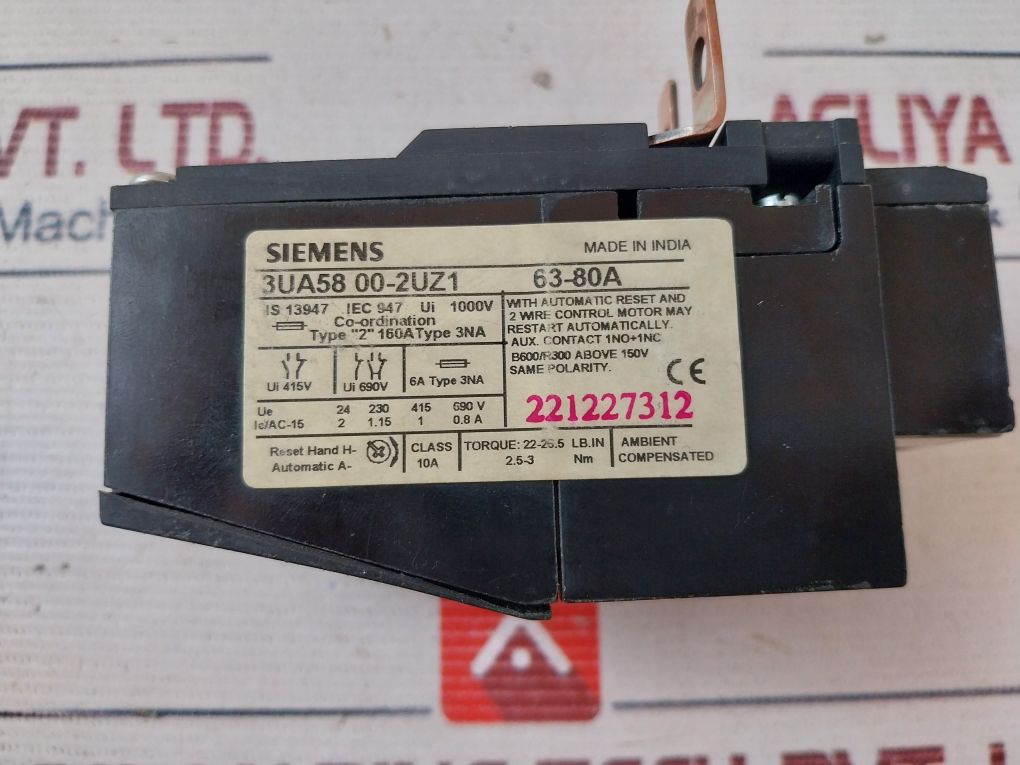 VT. LTD.
ACLIYA
Mach
&
SIEMENS MADE IN INDIA
3UA58 00-2UZ1 63-80A
IS 13947 IEC 947 Ui 1000V
Co-ordination
Type "2" 160A Type 3NA
WITH AUTOMATIC RESET AND
2 WIRE CONTROL MOTOR MAY
RESTART AUTOMATICALLY.
AUX. CONTACT 1NO+1NC
B600/R300 ABOVE 150V
SAME POLARITY.
CE
Ui 415V Ui 690V 6A Type 3NA
221227312
Ue 24 230 415 690 V
Ie/AC-15 2 1.15 1 0.8 A
Reset Hand H-
Automatic A-
CLASS
10A
TORQUE: 22-26.5 LB.IN
2.5-3 Nm
AMBIENT
COMPENSATED